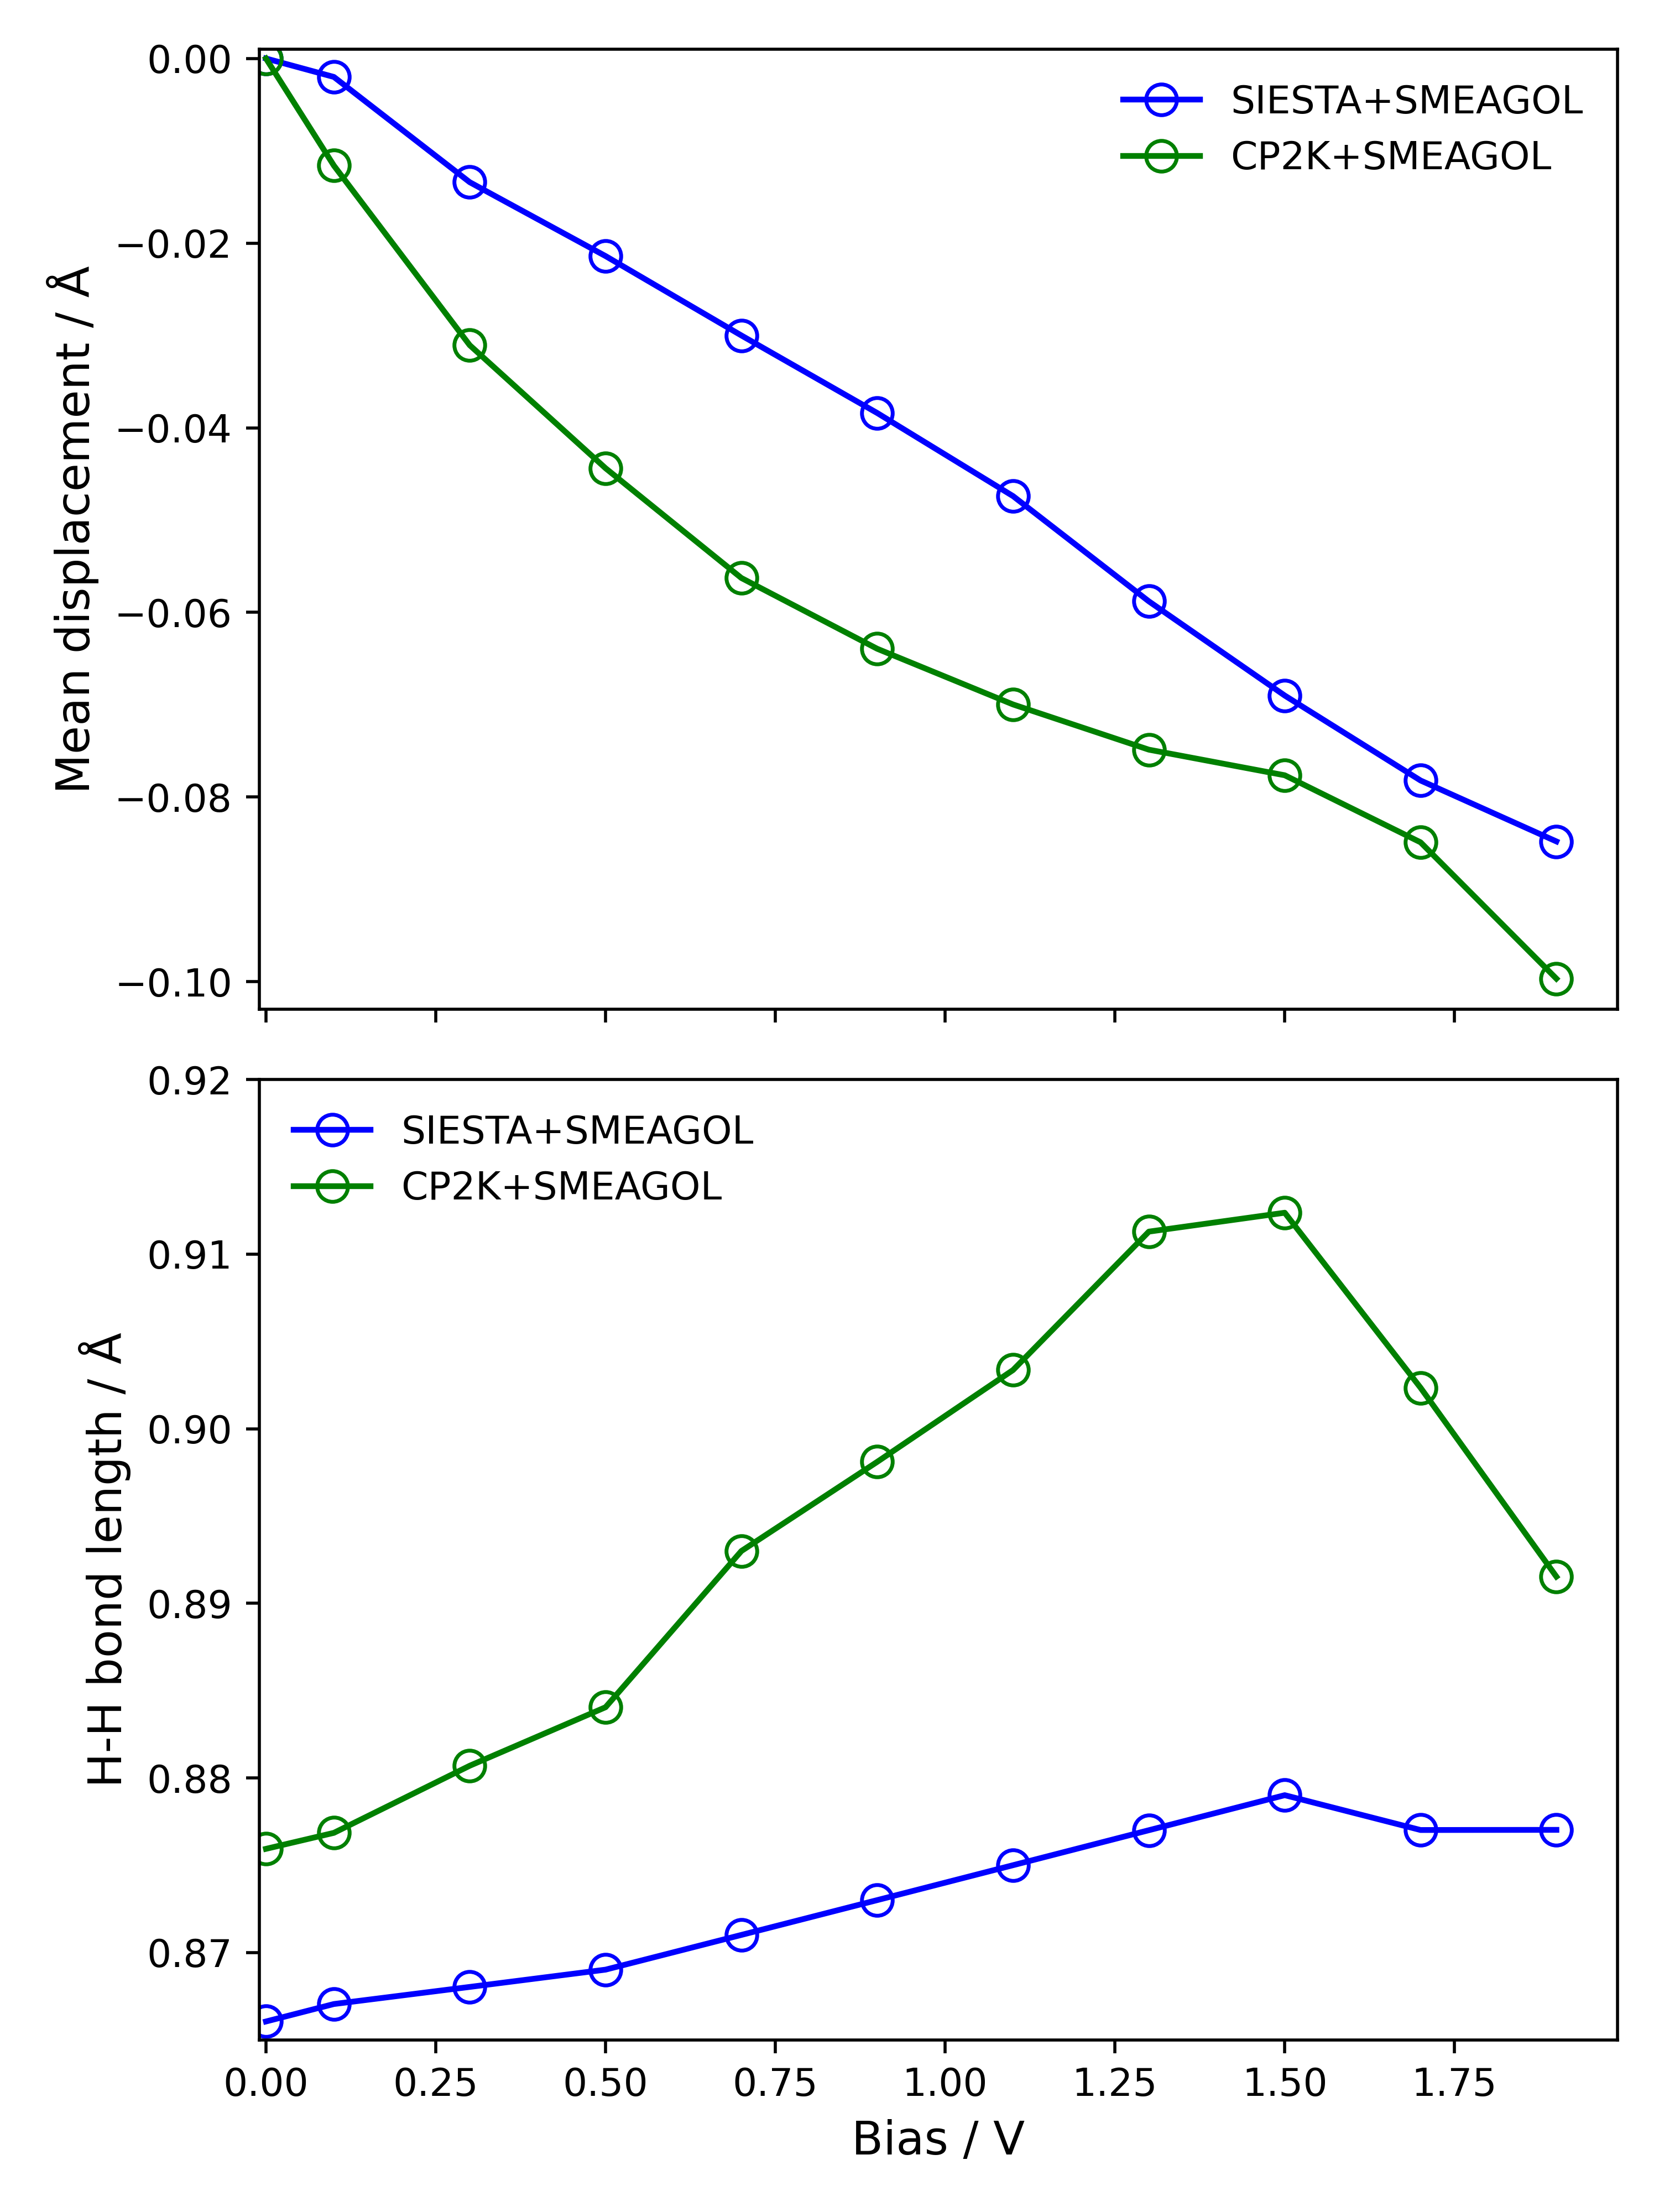 0.00
−0.02
−0.04
−0.06
−0.08
−0.10
Mean displacement / Å
SIESTA+SMEAGOL
CP2K+SMEAGOL
0.92
0.91
0.90
0.89
0.88
0.87
H-H bond length / Å
SIESTA+SMEAGOL
CP2K+SMEAGOL
0.00 0.25 0.50 0.75 1.00 1.25 1.50 1.75
Bias / V